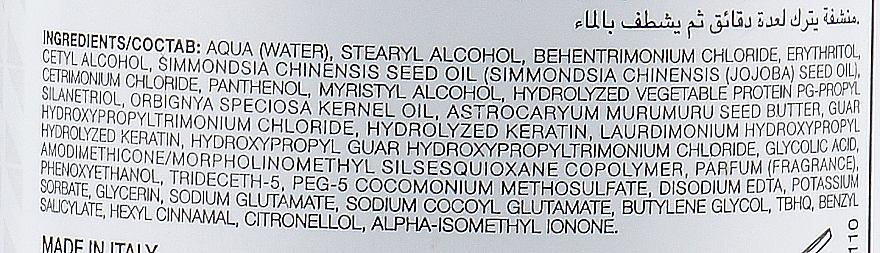 منشفة يترك لعدة دقائق ثم يشطف بالماء.
INGREDIENTS/COCTAB: AQUA (WATER), STEARYL ALCOHOL, BEHENTRIMONIUM CHLORIDE, ERYTHRITOL,
CETYL ALCOHOL, SIMMONDSIA CHINENSIS SEED OIL (SIMMONDSIA CHINENSIS (JOJOBA) SEED OIL),
CETRIMONIUM CHLORIDE, PANTHENOL, MYRISTYL ALCOHOL, HYDROLYZED VEGETABLE PROTEIN PG-PROPYL
SILANETRIOL, ORBIGNYA SPECIOSA KERNEL OIL, ASTROCARYUM MURUMURU SEED BUTTER, GUAR
HYDROXYPROPYLTRIMONIUM CHLORIDE, HYDROLYZED KERATIN, LAURDIMONIUM HYDROXYPROPYL
HYDROLYZED KERATIN, HYDROXYPROPYL GUAR HYDROXYPROPYLTRIMONIUM CHLORIDE, GLYCOLIC ACID,
AMODIMETHICONE/MORPHOLINOMETHYL SILSESQUIOXANE COPOLYMER, PARFUM (FRAGRANCE),
PHENOXYETHANOL, TRIDECETH-5, PEG-5 COCOMONIUM METHOSULFATE, DISODIUM EDTA, POTASSIUM
SORBATE, GLYCERIN, SODIUM GLUTAMATE, SODIUM COCOYL GLUTAMATE, BUTYLENE GLYCOL, TBHQ, BENZYL
SALICYLATE, HEXYL CINNAMAL, CITRONELLOL, ALPHA-ISOMETHYL IONONE.
MADE IN ITALY
110